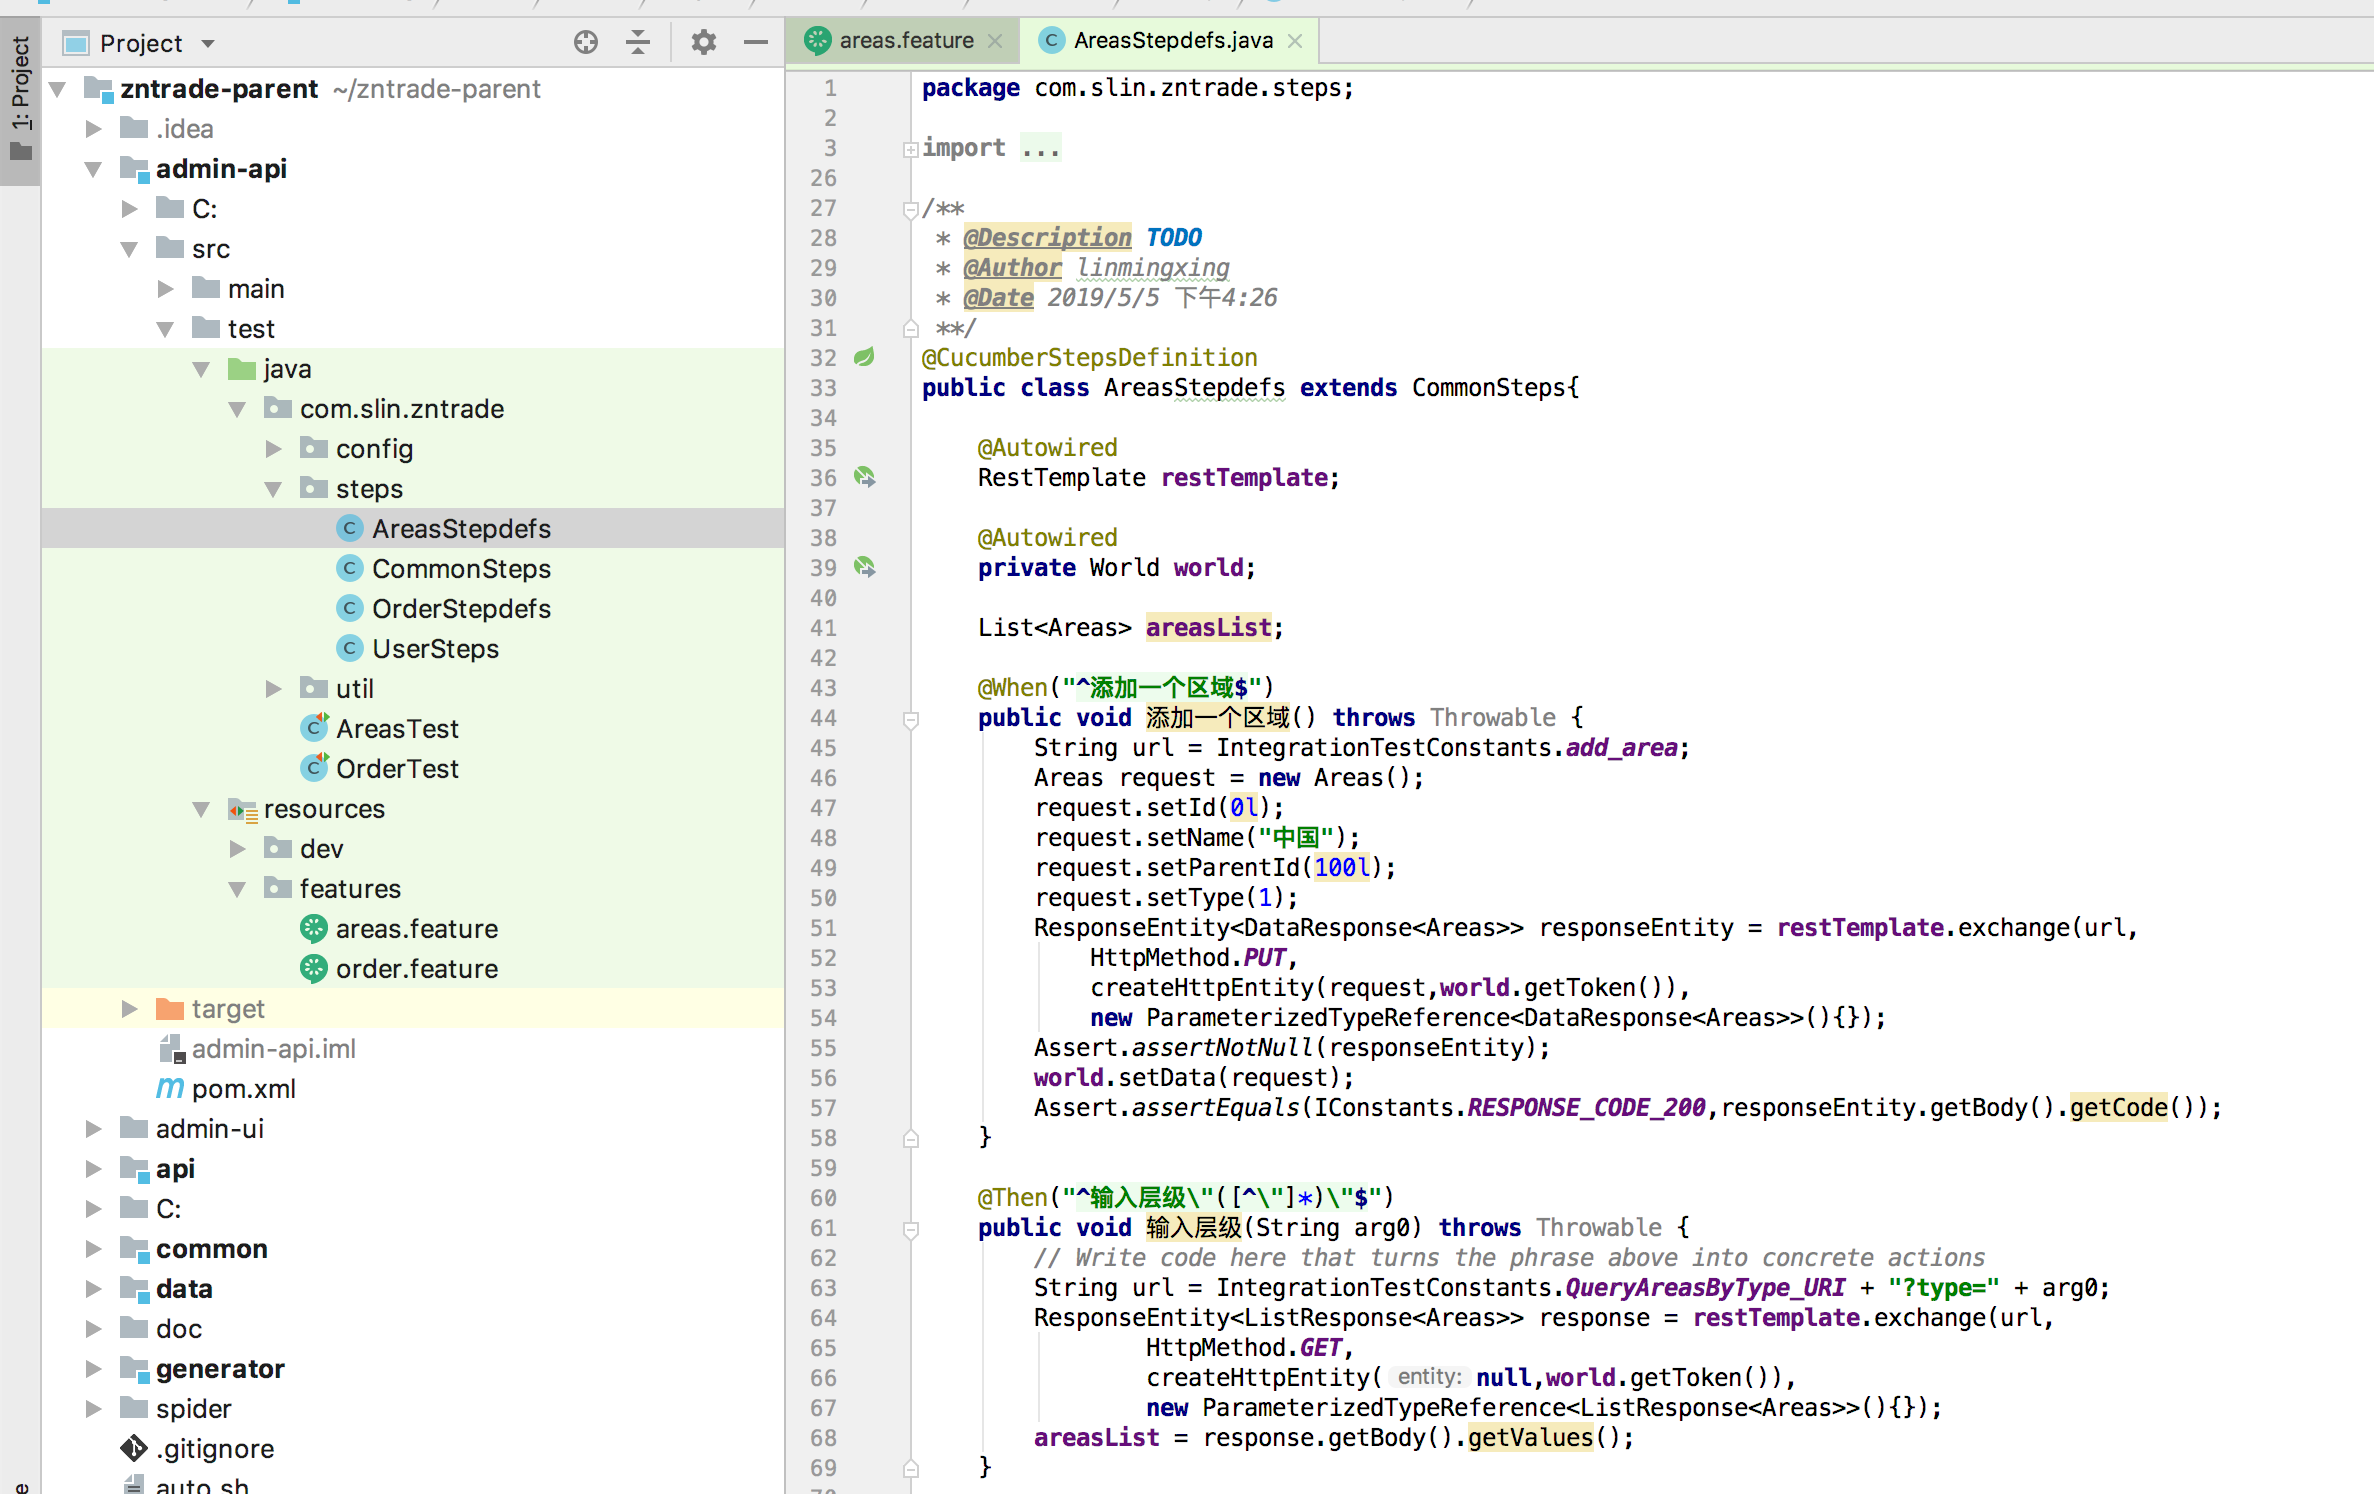 1: Project
Project
zntrade-parent ~/zntrade-parent
.idea
admin-api
C:
src
main
test
java
com.slin.zntrade
config
steps
AreasStepdefs
CommonSteps
OrderStepdefs
UserSteps
util
AreasTest
OrderTest
resources
dev
features
areas.feature
order.feature
target
admin-api.iml
pom.xml
admin-ui
api
C:
common
data
doc
generator
spider
.gitignore
auto.sh
areas.feature
AreasStepdefs.java
1 package com.slin.zntrade.steps;
2
3 import ...
26
27 /**
28 * @Description TODO
29 * @Author linmingxing
30 * @Date 2019/5/5 下午4:26
31 **/
32 @CucumberStepsDefinition
33 public class AreasStepdefs extends CommonSteps{
34
35 @Autowired
36 RestTemplate restTemplate;
37
38 @Autowired
39 private World world;
40
41 List<Areas> areasList;
42
43 @When("^添加一个区域$")
44 public void 添加一个区域() throws Throwable {
45 String url = IntegrationTestConstants.add_area;
46 Areas request = new Areas();
47 request.setId(0l);
48 request.setName("中国");
49 request.setParentId(100l);
50 request.setType(1);
51 ResponseEntity<DataResponse<Areas>> responseEntity = restTemplate.exchange(url,
52 HttpMethod.PUT,
53 createHttpEntity(request,world.getToken()),
54 new ParameterizedTypeReference<DataResponse<Areas>>(){});
55 Assert.assertNotNull(responseEntity);
56 world.setData(request);
57 Assert.assertEquals(IConstants.RESPONSE_CODE_200,responseEntity.getBody().getCode());
58 }
59
60 @Then("^输入层级\"([^\"]*)\"$")
61 public void 输入层级(String arg0) throws Throwable {
62 // Write code here that turns the phrase above into concrete actions
63 String url = IntegrationTestConstants.QueryAreasByType_URI + "?type=" + arg0;
64 ResponseEntity<ListResponse<Areas>> response = restTemplate.exchange(url,
65 HttpMethod.GET,
66 createHttpEntity( entity: null,world.getToken()),
67 new ParameterizedTypeReference<ListResponse<Areas>>(){});
68 areasList = response.getBody().getValues();
69 }